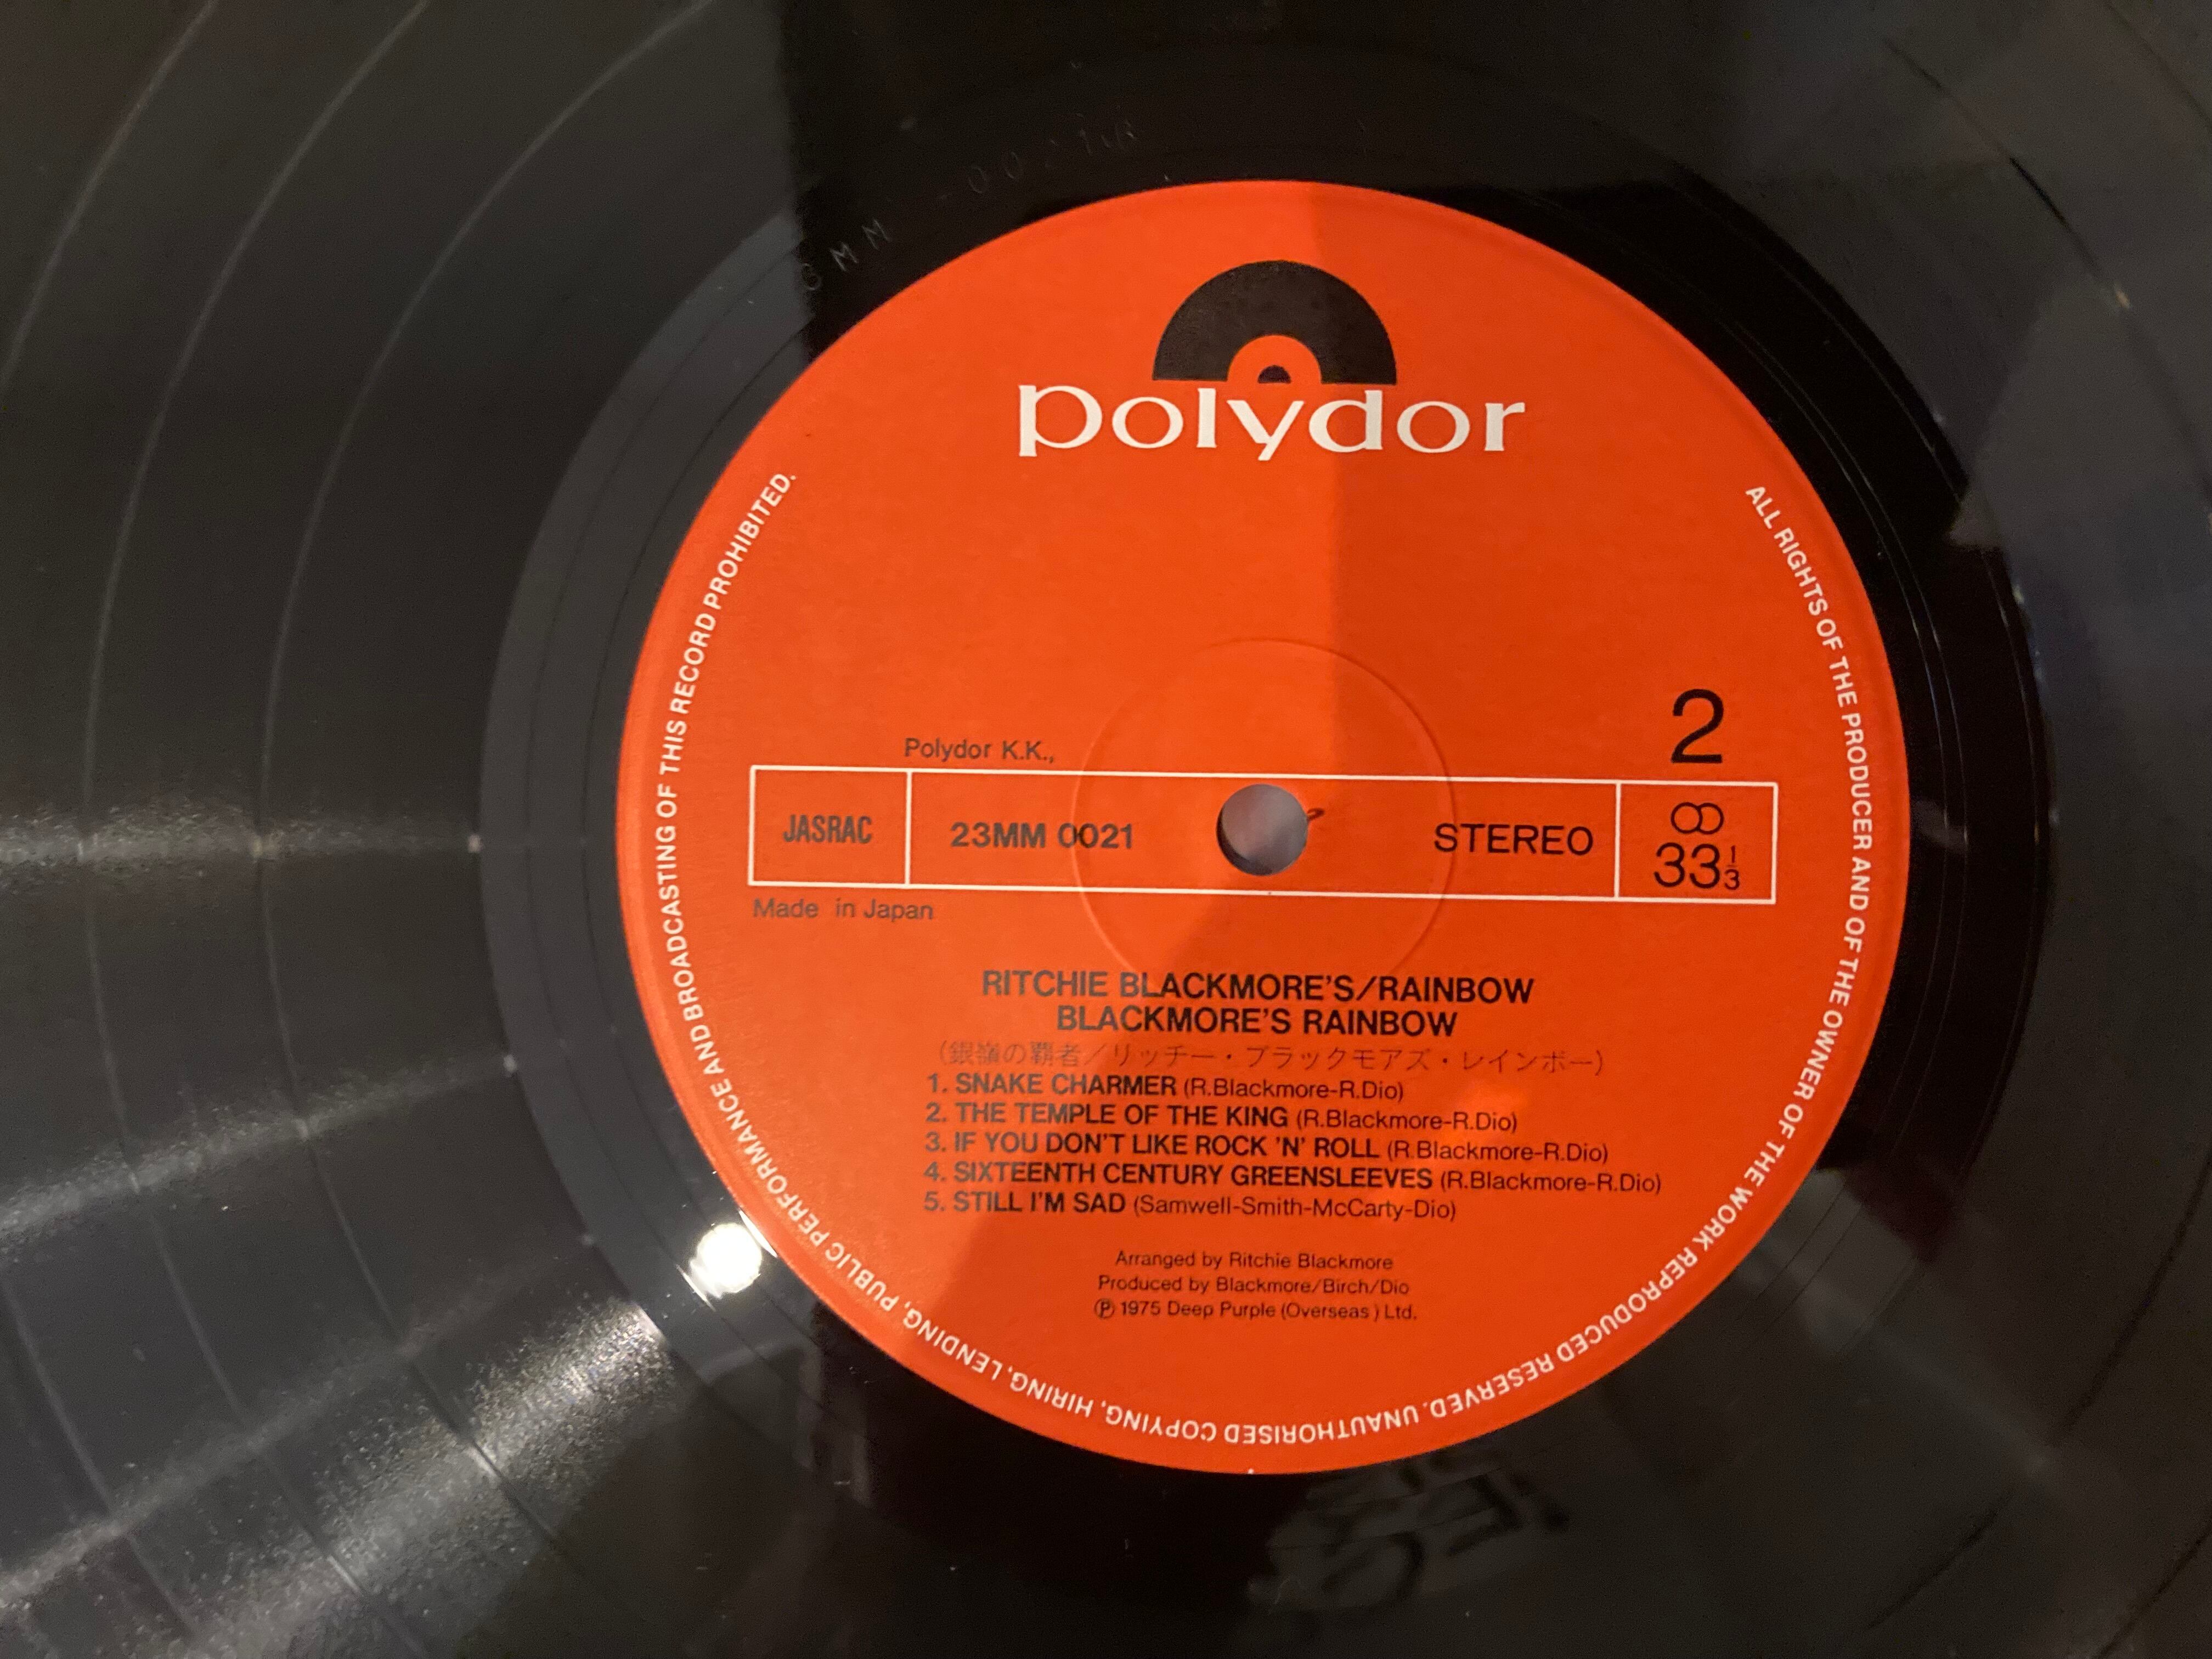 polydor
2
Polydor K.K.,
JASRAC 23MM 0021 STEREO
33⅓
Made in Japan
RITCHIE BLACKMORE'S/RAINBOW
BLACKMORE'S RAINBOW
(銀嶺の覇者/リッチー・ブラックモアズ・レインボー)
1. SNAKE CHARMER (R.Blackmore-R.Dio)
2. THE TEMPLE OF THE KING (R.Blackmore-R.Dio)
3. IF YOU DON'T LIKE ROCK 'N' ROLL (R.Blackmore-R.Dio)
4. SIXTEENTH CENTURY GREENSLEEVES (R.Blackmore-R.Dio)
5. STILL I'M SAD (Samwell-Smith-McCarty-Dio)
Arranged by Ritchie Blackmore
Produced by Blackmore/Birch/Dio
Ⓟ 1975 Deep Purple (Overseas) Ltd.
ALL RIGHTS OF THE PRODUCER AND OF THE OWNER OF THE WORK REPRODUCED RESERVED. UNAUTHORISED COPYING, HIRING, LENDING, PUBLIC PERFORMANCE AND BROADCASTING OF THIS RECORD PROHIBITED.